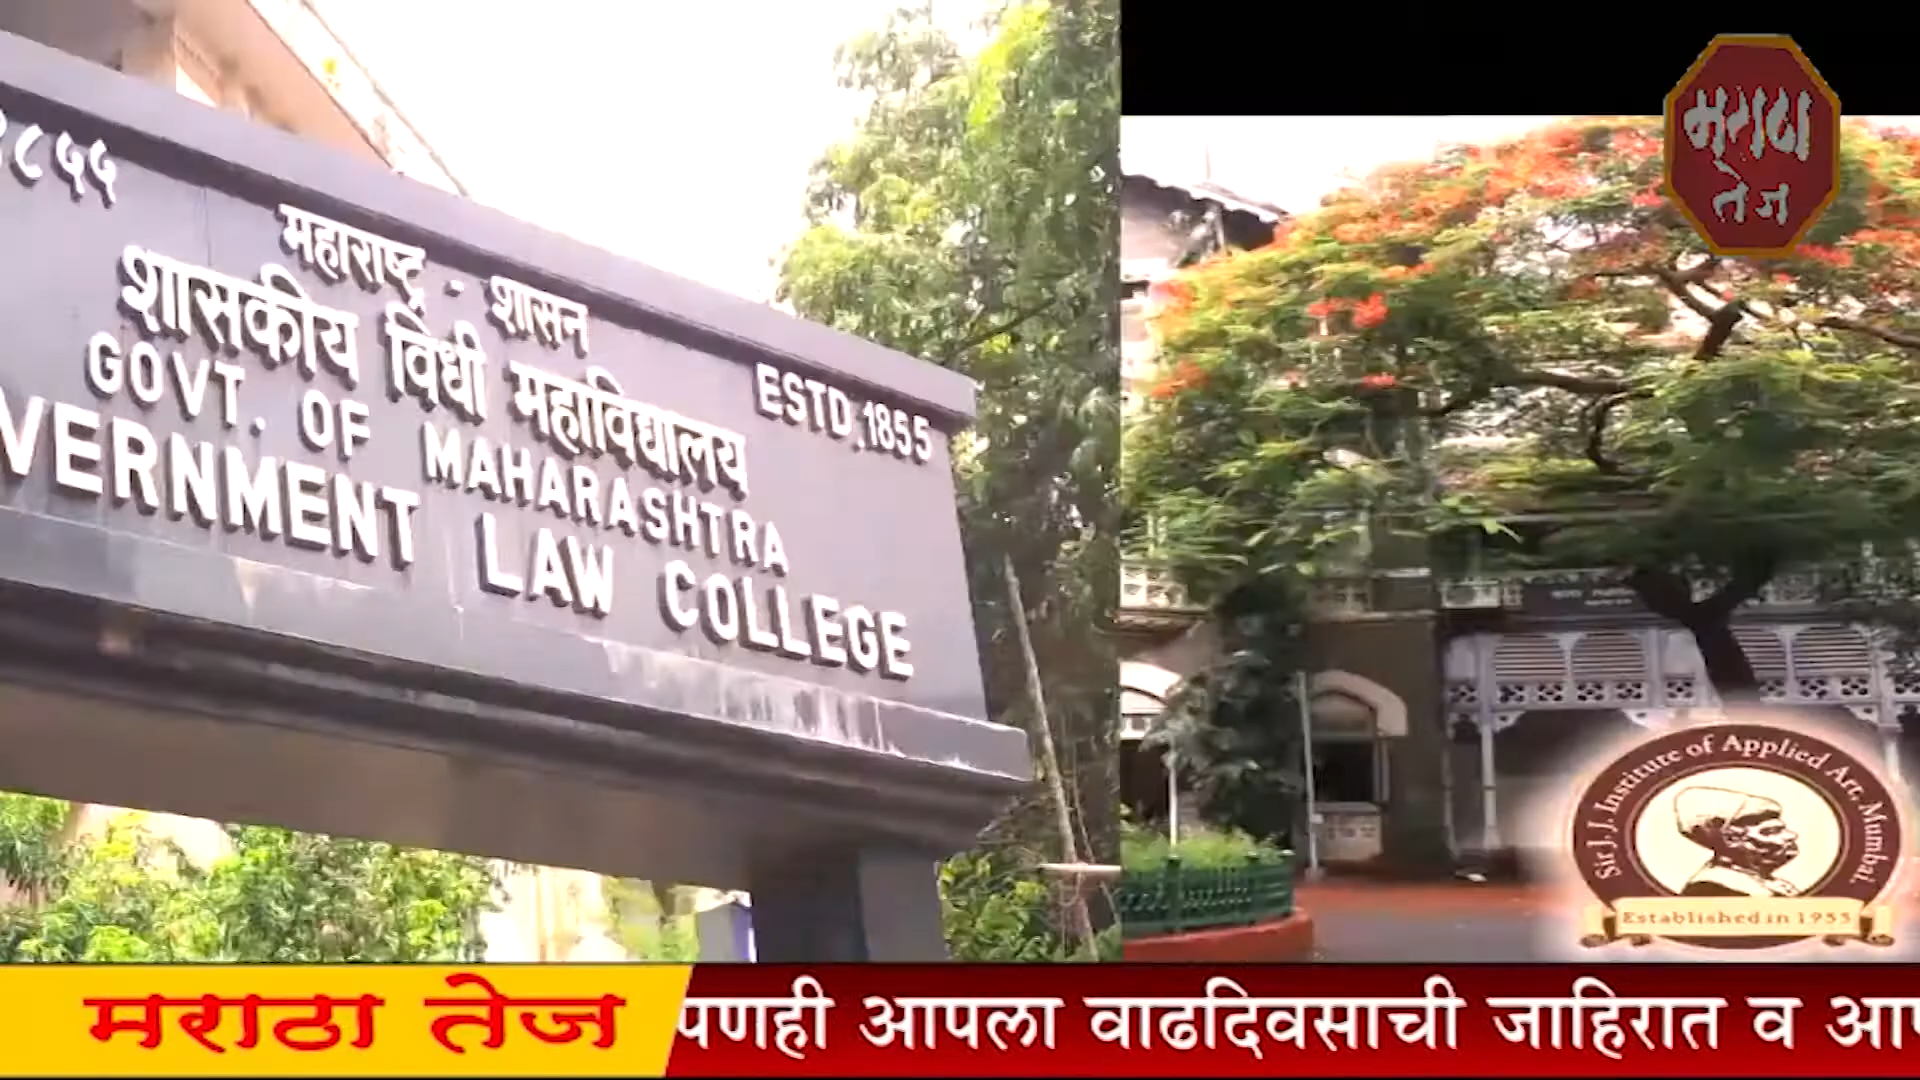 १८५५
महाराष्ट्र - शासन
शासकीय विधी महाविद्यालय
ESTD.1855
GOVT. OF MAHARASHTRA
VERNMENT LAW COLLEGE
मराठा
तेज
Sir J. J. Institute of Applied Art, Mumbai.
Established in 1955
मराठा तेज
पणही आपला वाढदिवसाची जाहिरात व आप